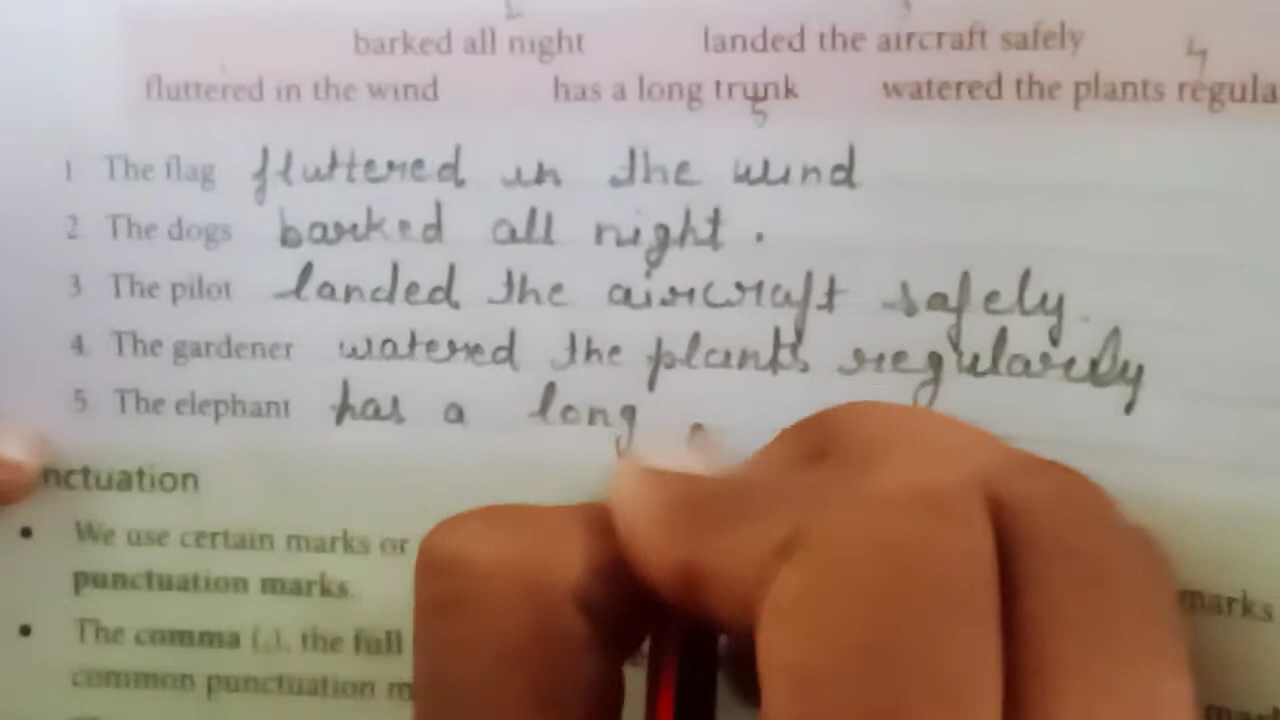 barked all night landed the aircraft safely
fluttered in the wind has a long trunk watered the plants regula
5
4
1 The flag fluttered in the wind
2 The dogs barked all night.
3 The pilot landed the aircraft safely.
4 The gardener watered the plants regularly
5 The elephant has a long
nctuation
• We use certain marks or marks
punctuation marks
• The comma (,), the full
common punctuation m